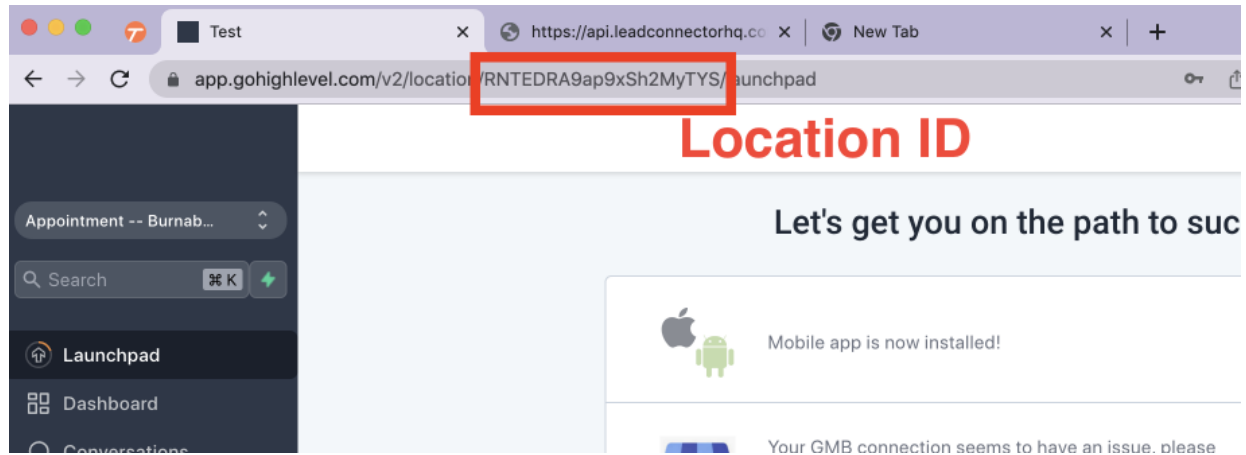 Test
https://api.leadconnectorhq.co
New Tab
app.gohighlevel.com/v2/location/RNTEDRA9ap9xSh2MyTYS/launchpad
Location ID
Appointment -- Burnab...
Let's get you on the path to suc
Search
⌘ K
Launchpad
Mobile app is now installed!
Dashboard
Conversations
Your GMB connection seems to have an issue, please